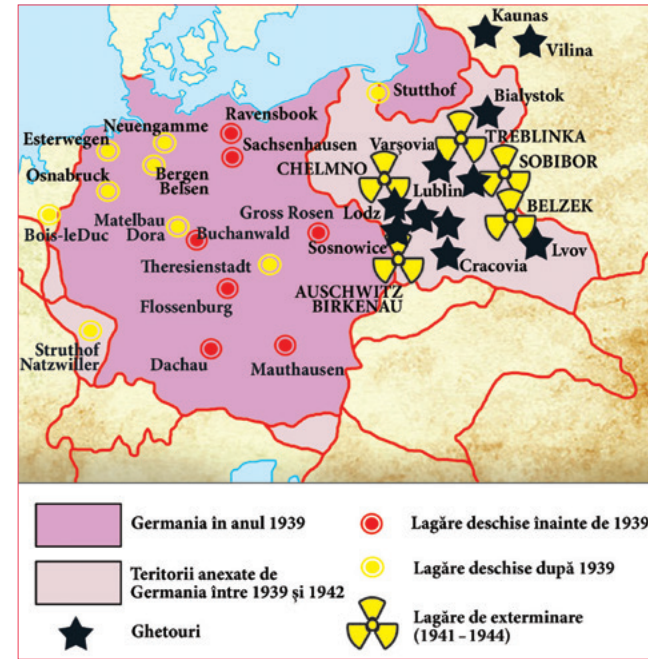 Kaunas
Vilina
Stutthof
Bialystok
Ravensbook
Neuengamme
Esterwegen
Sachsenhausen
Varșovia
TREBLINKA
CHELMNO
SOBIBOR
Osnabruck
Bergen
Belsen
Lublin
BELZEK
Matelbau
Dora
Gross Rosen
Lodz
Bois-leDuc
Buchanwald
Sosnowice
Lvov
Theresienstadt
Cracovia
AUSCHWITZ
BIRKENAU
Flossenburg
Struthof
Natzwiller
Dachau
Mauthausen
Germania în anul 1939
Lagăre deschise înainte de 1939
Teritorii anexate de
Germania între 1939 și 1942
Lagăre deschise după 1939
Ghetouri
Lagăre de exterminare
(1941–1944)